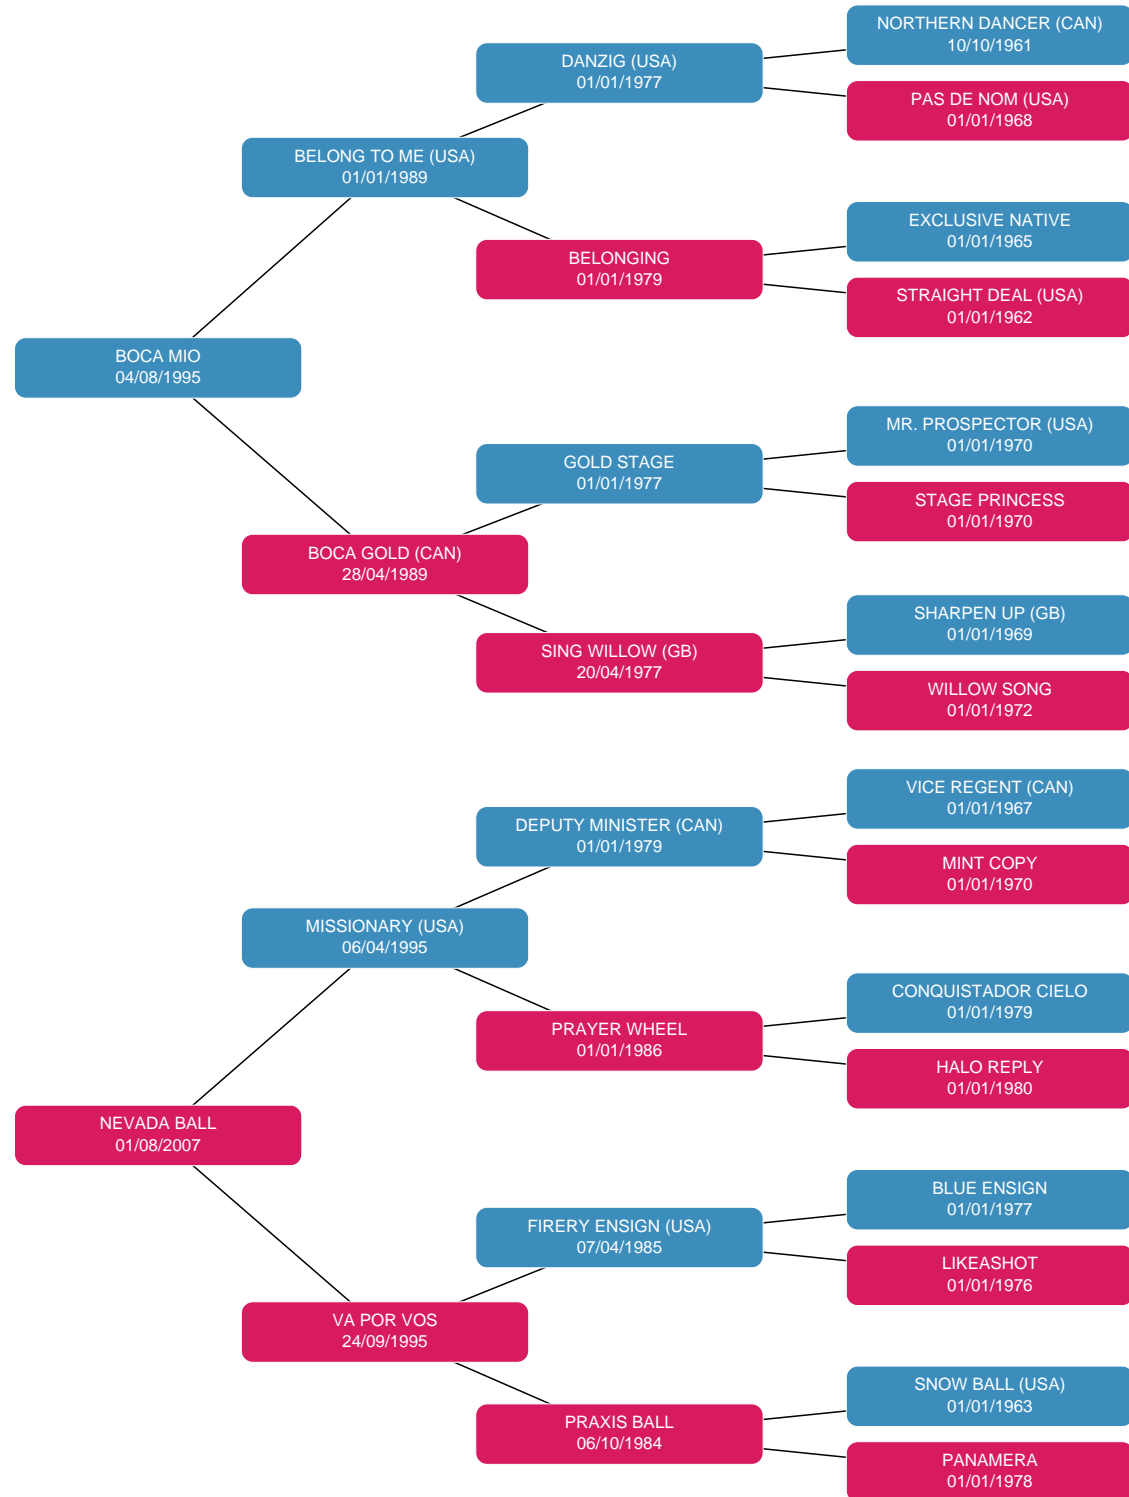 NORTHERN DANCER (CAN)
10/10/1961
DANZIG (USA)
01/01/1977
PAS DE NOM (USA)
01/01/1968
BELONG TO ME (USA)
01/01/1989
EXCLUSIVE NATIVE
01/01/1965
BELONGING
01/01/1979
STRAIGHT DEAL (USA)
01/01/1962
BOCA MIO
04/08/1995
MR. PROSPECTOR (USA)
01/01/1970
GOLD STAGE
01/01/1977
STAGE PRINCESS
01/01/1970
BOCA GOLD (CAN)
28/04/1989
SHARPEN UP (GB)
01/01/1969
SING WILLOW (GB)
20/04/1977
WILLOW SONG
01/01/1972
VICE REGENT (CAN)
01/01/1967
DEPUTY MINISTER (CAN)
01/01/1979
MINT COPY
01/01/1970
MISSIONARY (USA)
06/04/1995
CONQUISTADOR CIELO
01/01/1979
PRAYER WHEEL
01/01/1986
HALO REPLY
01/01/1980
NEVADA BALL
01/08/2007
BLUE ENSIGN
01/01/1977
FIRERY ENSIGN (USA)
07/04/1985
LIKEASHOT
01/01/1976
VA POR VOS
24/09/1995
SNOW BALL (USA)
01/01/1963
PRAXIS BALL
06/10/1984
PANAMERA
01/01/1978